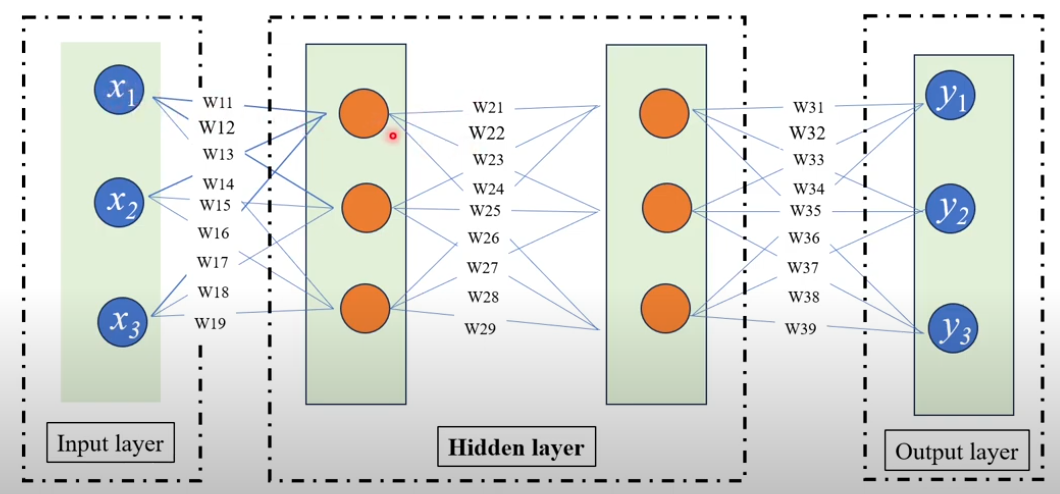 x1
x2
x3
W11
W12
W13
W14
W15
W16
W17
W18
W19
W21
W22
W23
W24
W25
W26
W27
W28
W29
W31
W32
W33
W34
W35
W36
W37
W38
W39
y1
y2
y3
Input layer
Hidden layer
Output layer